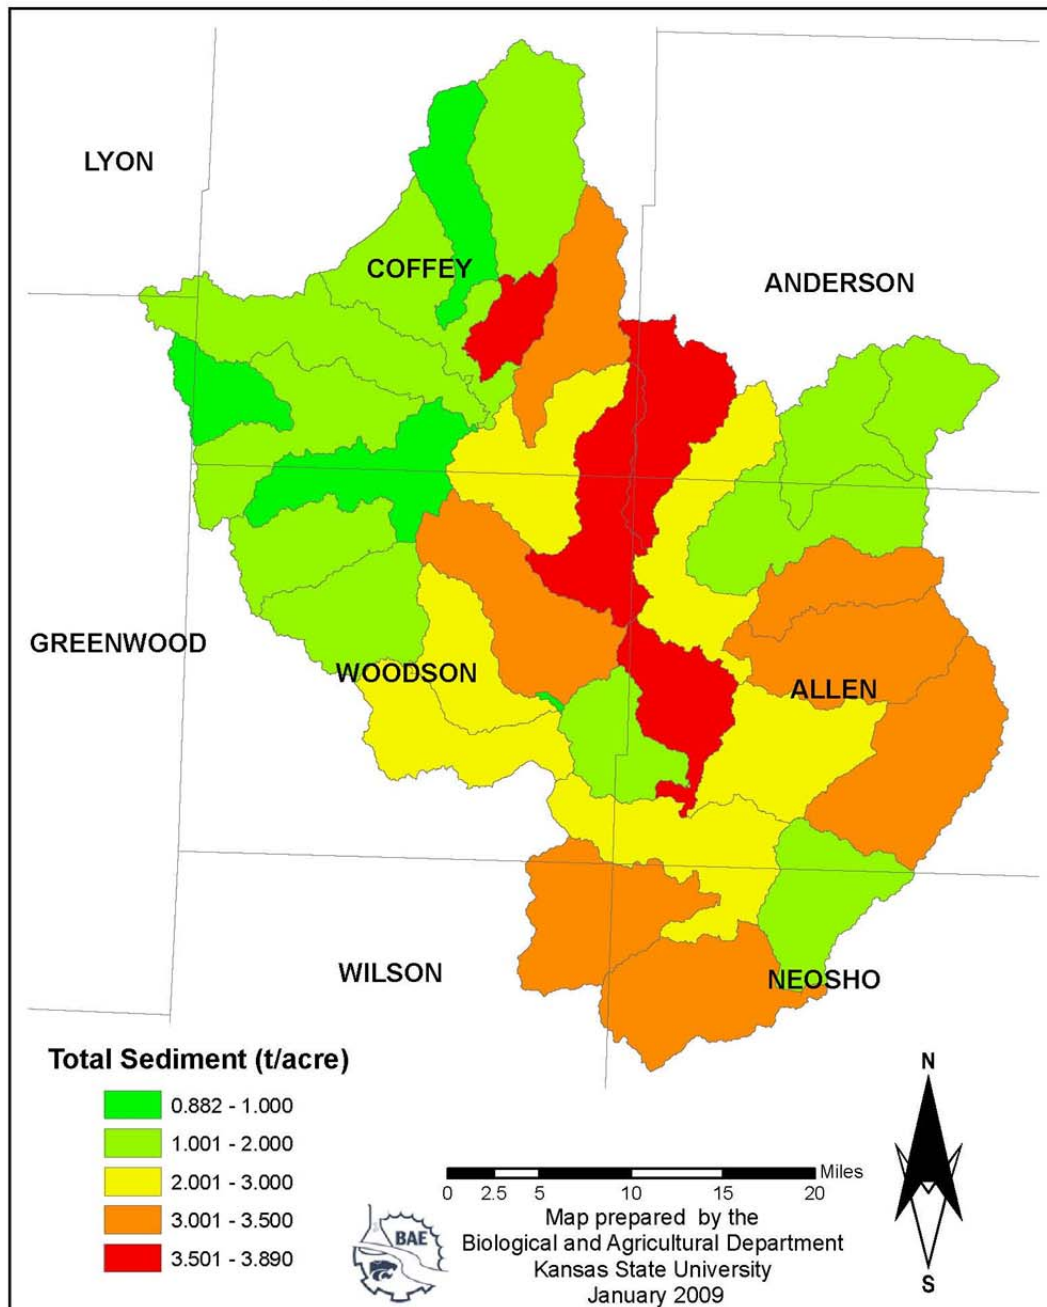 LYON
COFFEY
ANDERSON
GREENWOOD
WOODSON
ALLEN
WILSON
NEOSHO
Total Sediment (t/acre)
0.882 - 1.000
1.001 - 2.000
2.001 - 3.000
3.001 - 3.500
3.501 - 3.890
N
S
Miles
0 2.5 5 10 15 20
BAE
Map prepared by the
Biological and Agricultural Department
Kansas State University
January 2009